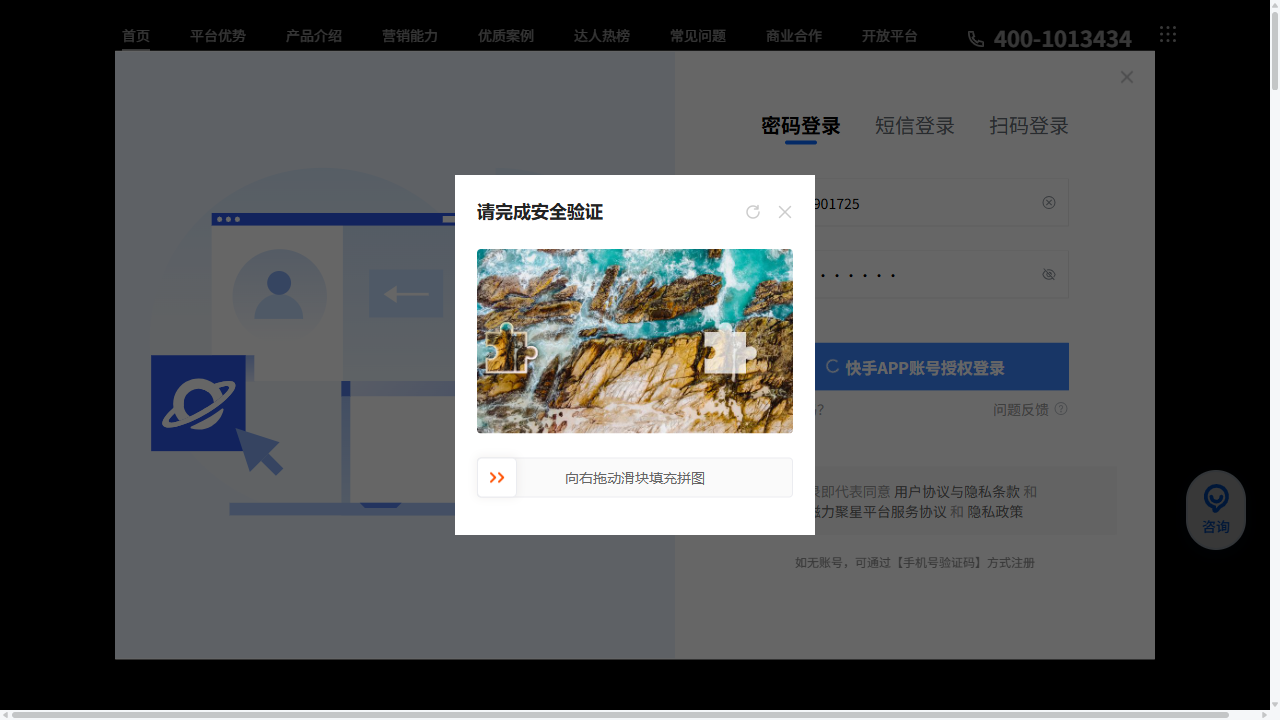 首页 平台优势 产品介绍 营销能力 优质案例 达人热榜 常见问题 商业合作 开放平台 400-1013434
密码登录 短信登录 扫码登录
请完成安全验证
901725
快手APP账号授权登录
? 问题反馈
向右拖动滑块填充拼图
即代表同意 用户协议与隐私条款 和
磁力聚星平台服务协议 和 隐私政策
咨询
如无账号，可通过【手机号验证码】方式注册